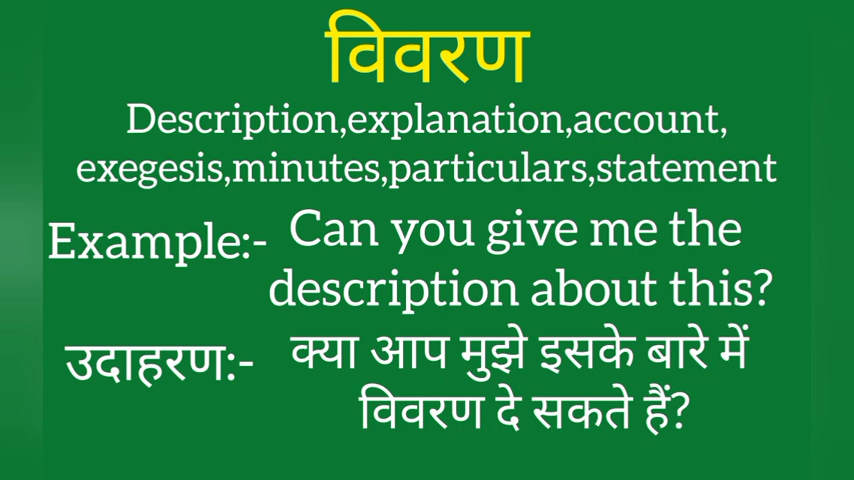 विवरण
Description,explanation,account,
exegesis,minutes,particulars,statement
Example:- Can you give me the
description about this?
उदाहरण:- क्या आप मुझे इसके बारे में
विवरण दे सकते हैं?